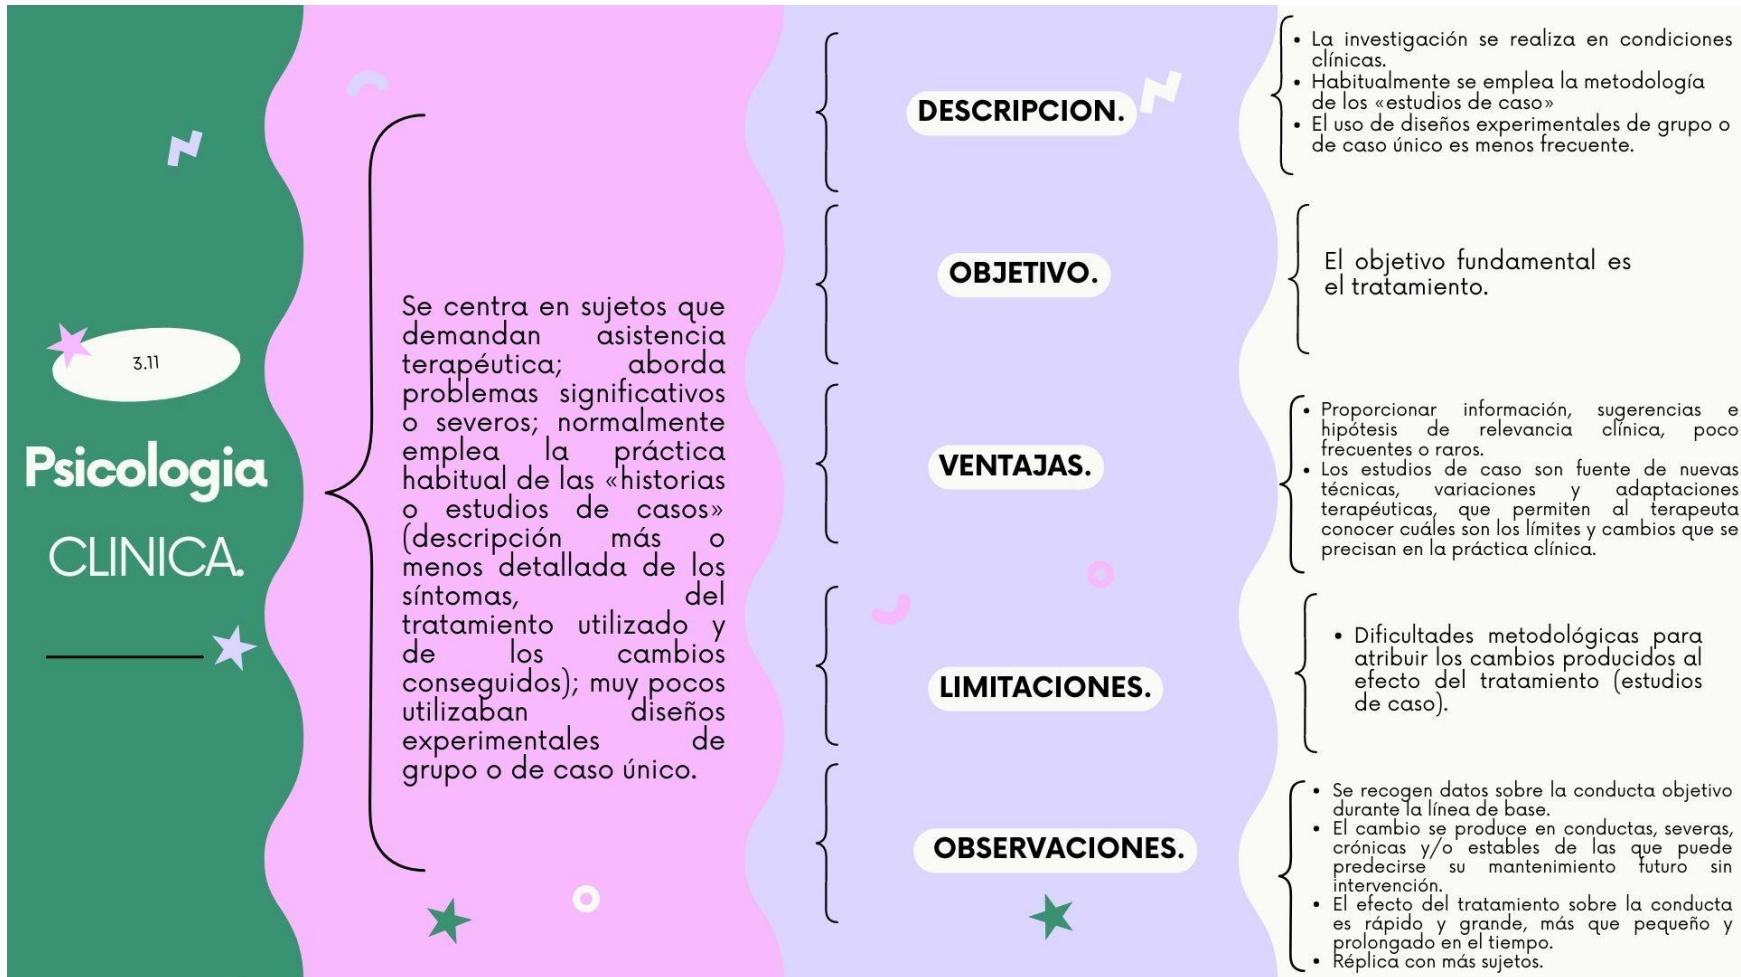 3.11
Psicologia
CLINICA.
Se centra en sujetos que
demandan asistencia
terapéutica; aborda
problemas significativos
o severos; normalmente
emplea la práctica
habitual de las «historias
o estudios de casos»
(descripción más o
menos detallada de los
síntomas, del
tratamiento utilizado y
de los cambios
conseguidos); muy pocos
utilizaban diseños
experimentales de
grupo o de caso único.
DESCRIPCION.
• La investigación se realiza en condiciones
clínicas.
• Habitualmente se emplea la metodología
de los «estudios de caso»
• El uso de diseños experimentales de grupo o
de caso único es menos frecuente.
OBJETIVO.
El objetivo fundamental es
el tratamiento.
VENTAJAS.
• Proporcionar información, sugerencias e
hipótesis de relevancia clínica, poco
frecuentes o raros.
• Los estudios de caso son fuente de nuevas
técnicas, variaciones y adaptaciones
terapéuticas, que permiten al terapeuta
conocer cuáles son los límites y cambios que se
precisan en la práctica clínica.
LIMITACIONES.
• Dificultades metodológicas para
atribuir los cambios producidos al
efecto del tratamiento (estudios
de caso).
OBSERVACIONES.
• Se recogen datos sobre la conducta objetivo
durante la línea de base.
• El cambio se produce en conductas, severas,
crónicas y/o estables de las que puede
predecirse su mantenimiento futuro sin
intervención.
• El efecto del tratamiento sobre la conducta
es rápido y grande, más que pequeño y
prolongado en el tiempo.
• Réplica con más sujetos.